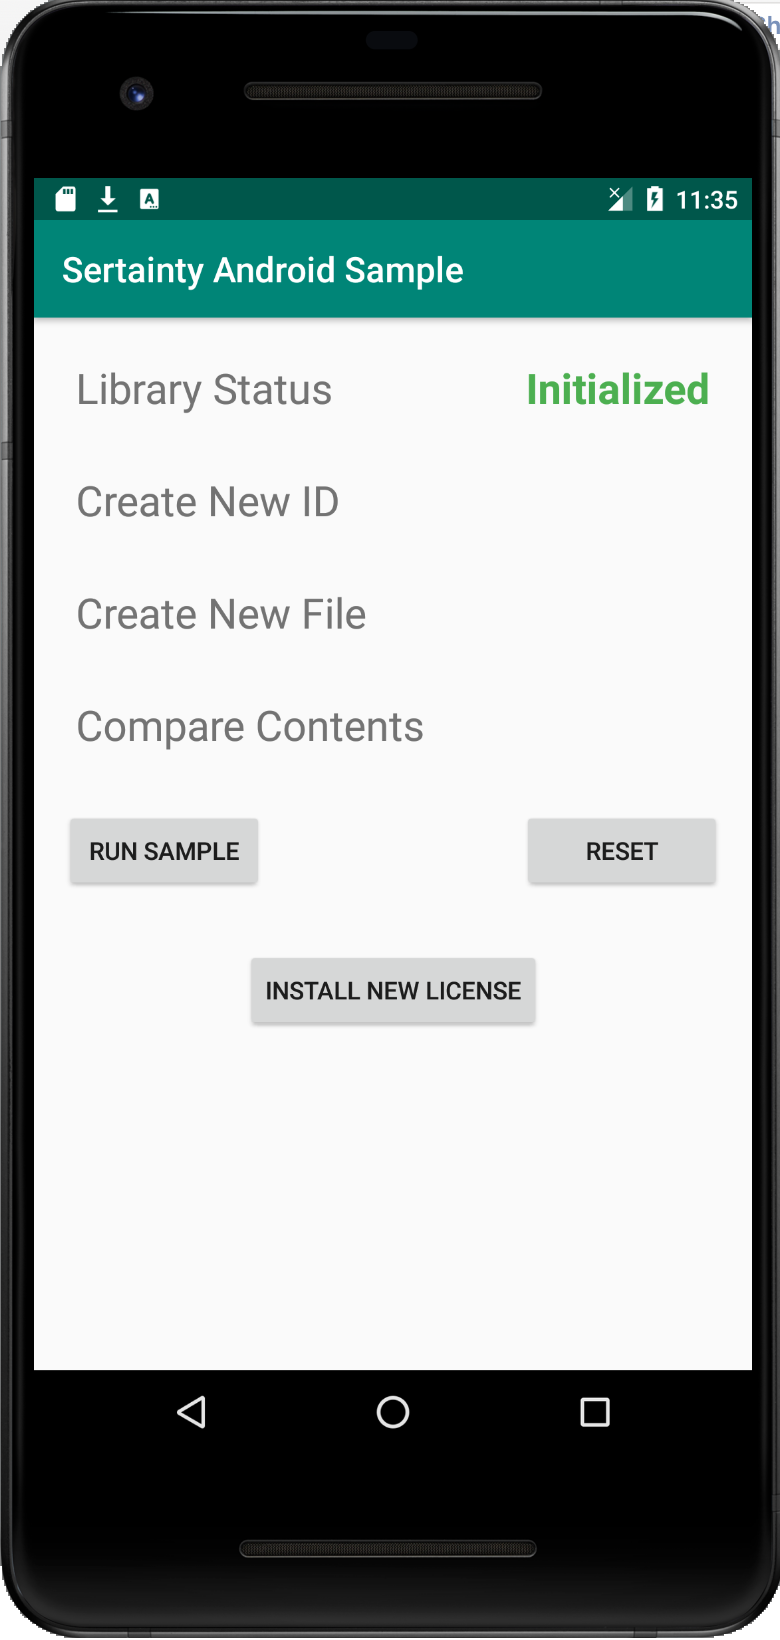 11:35
Sertainty Android Sample
Library Status Initialized
Create New ID
Create New File
Compare Contents
RUN SAMPLE RESET
INSTALL NEW LICENSE